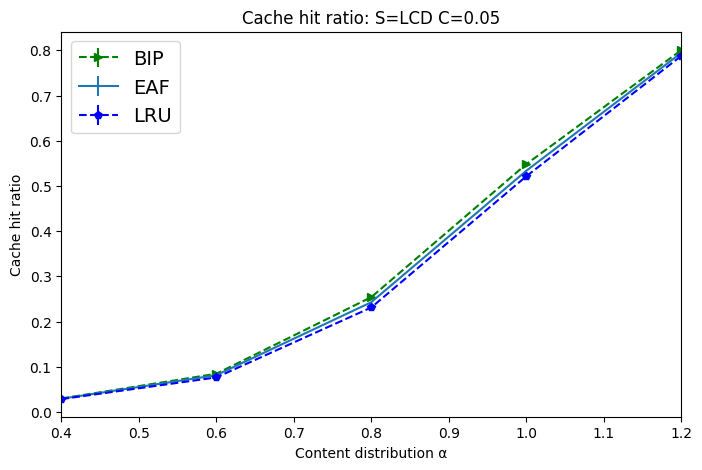 Cache hit ratio: S=LCD C=0.05
BIP
EAF
LRU
Cache hit ratio
0.8
0.7
0.6
0.5
0.4
0.3
0.2
0.1
0.0
0.4 0.5 0.6 0.7 0.8 0.9 1.0 1.1 1.2
Content distribution α